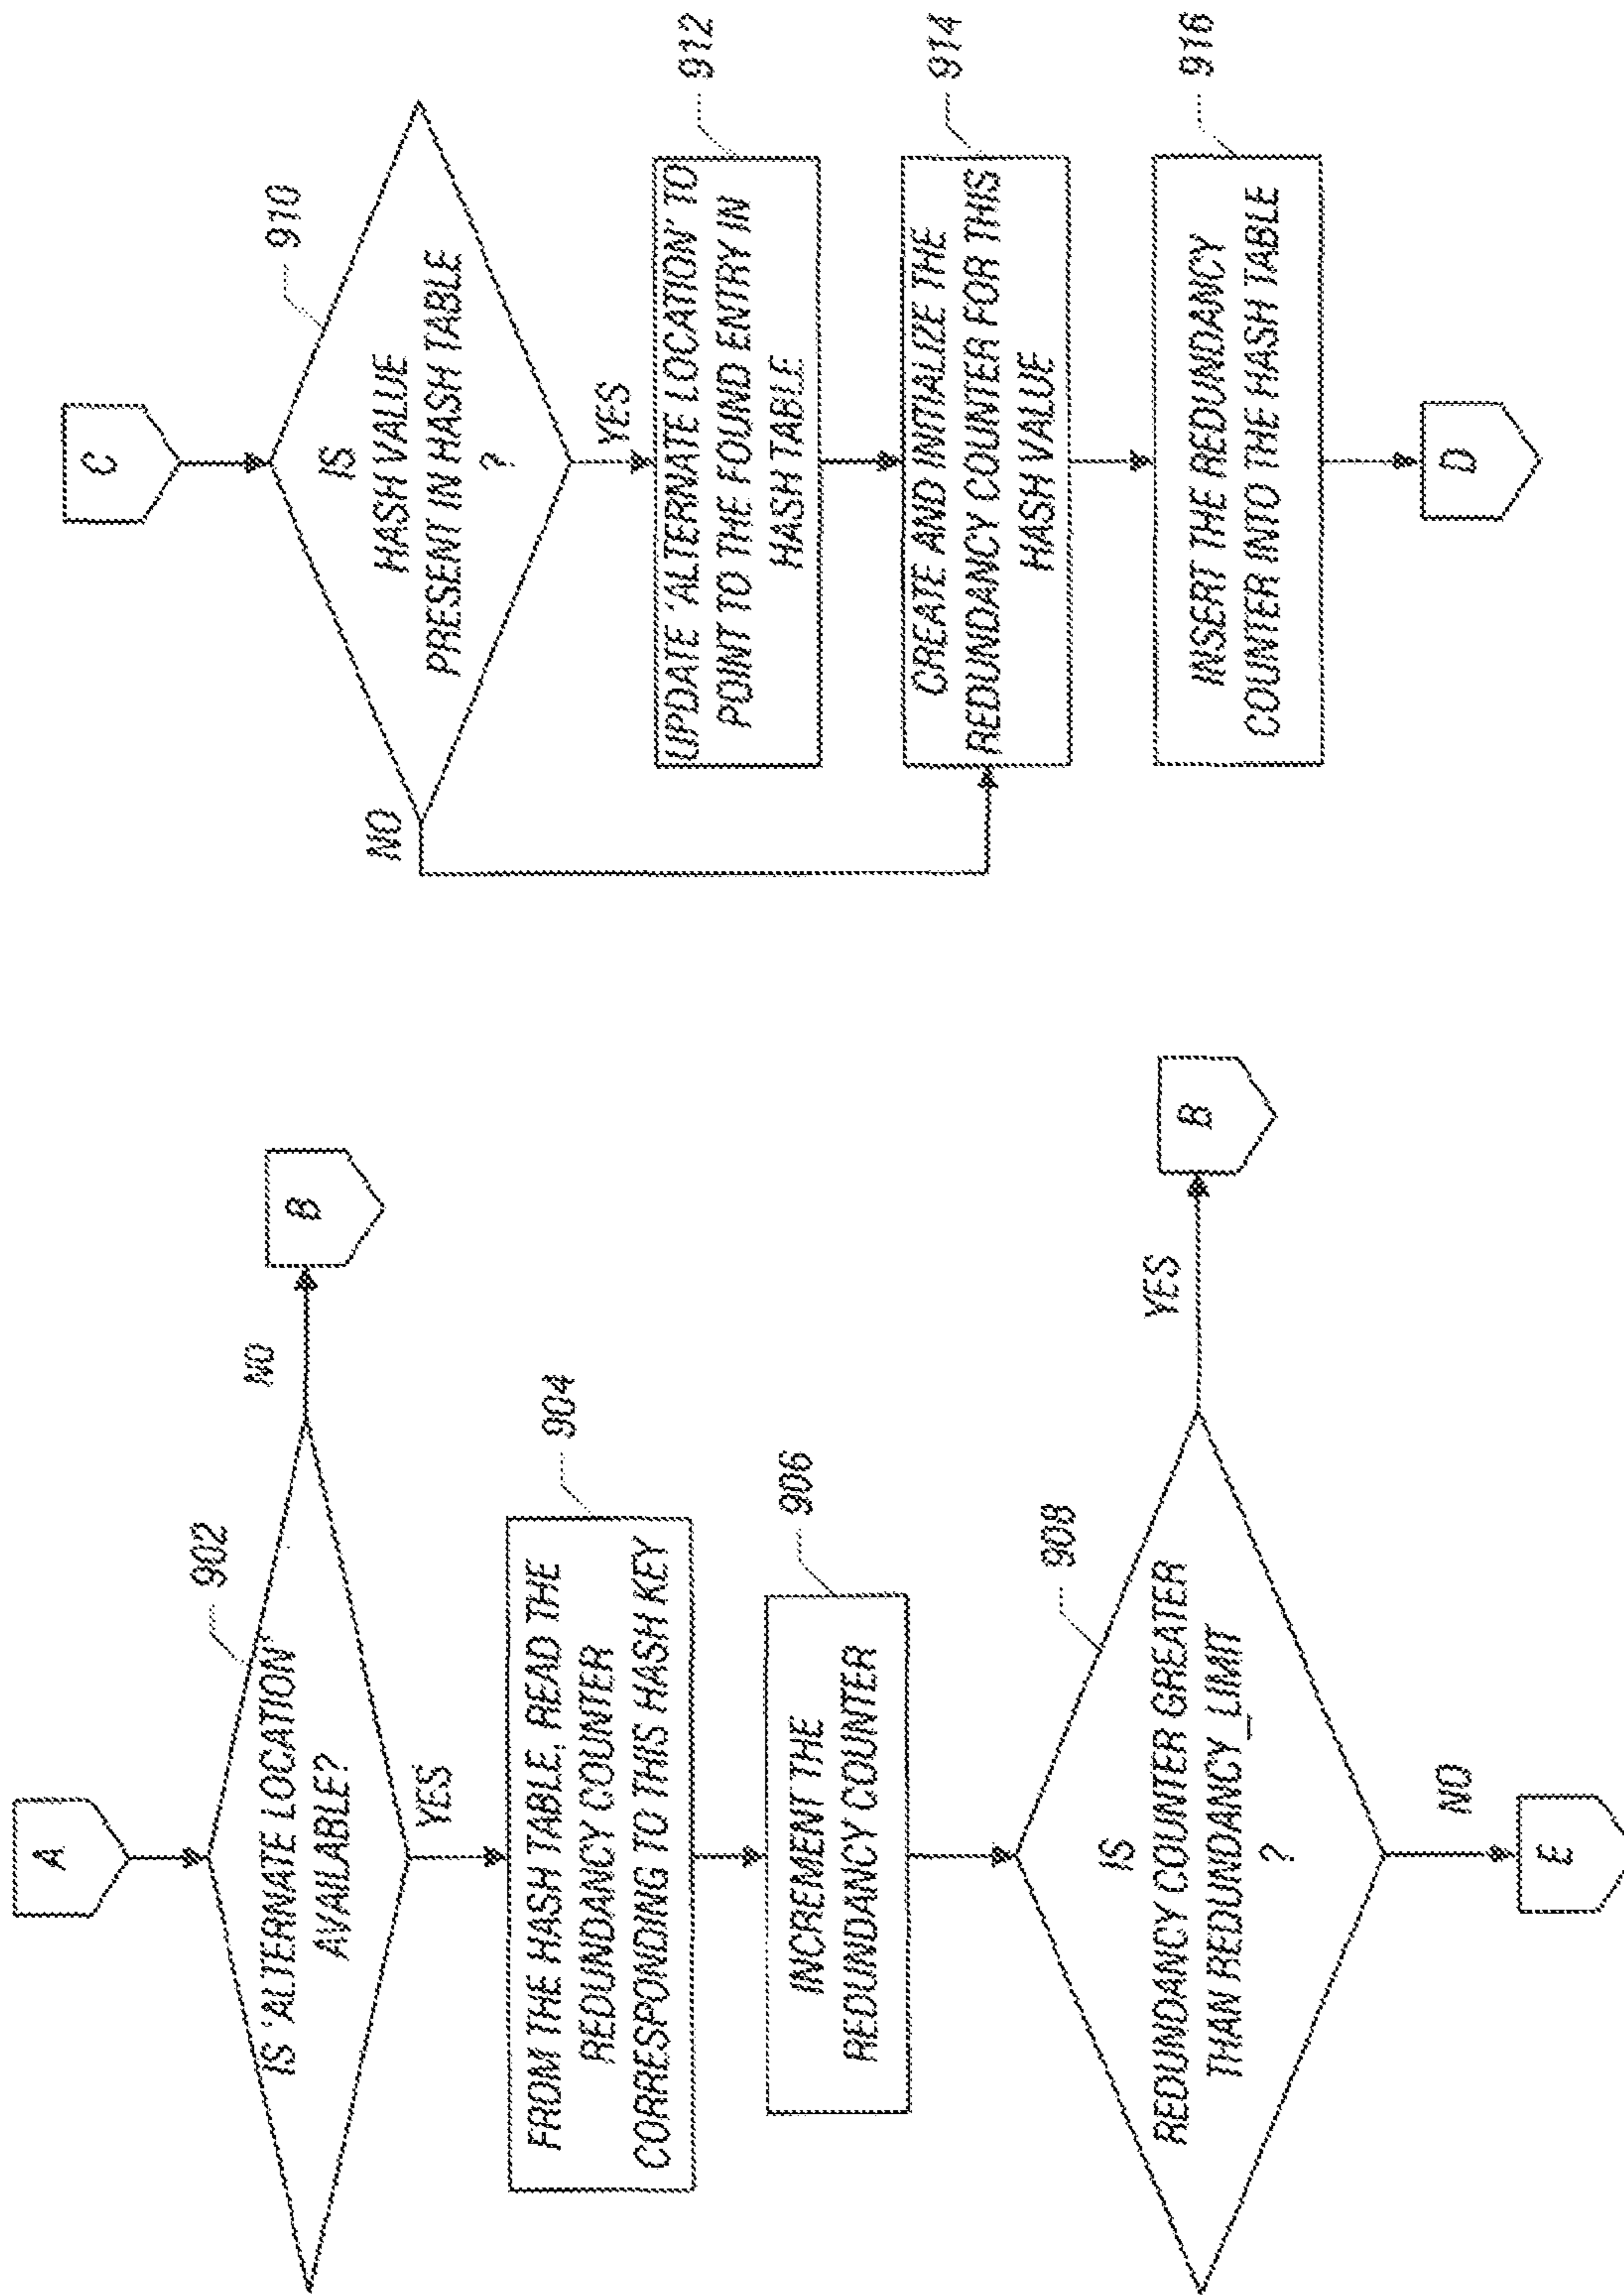 A
902
IS 'ALTERNATE LOCATION'
AVAILABLE?
NO
B
YES
904
FROM THE HASH TABLE, READ THE
REDUNDANCY COUNTER
CORRESPONDING TO THIS HASH KEY
906
INCREMENT THE
REDUNDANCY COUNTER
908
IS
REDUNDANCY COUNTER GREATER
THAN REDUNDANCY_LIMIT
?
YES
B
NO
E
C
910
IS
HASH VALUE
PRESENT IN HASH TABLE
?
NO
YES
912
UPDATE 'ALTERNATE LOCATION' TO
POINT TO THE FOUND ENTRY IN
HASH TABLE
914
CREATE AND INITIALIZE THE
REDUNDANCY COUNTER FOR THIS
HASH VALUE
916
INSERT THE REDUNDANCY
COUNTER INTO THE HASH TABLE
D